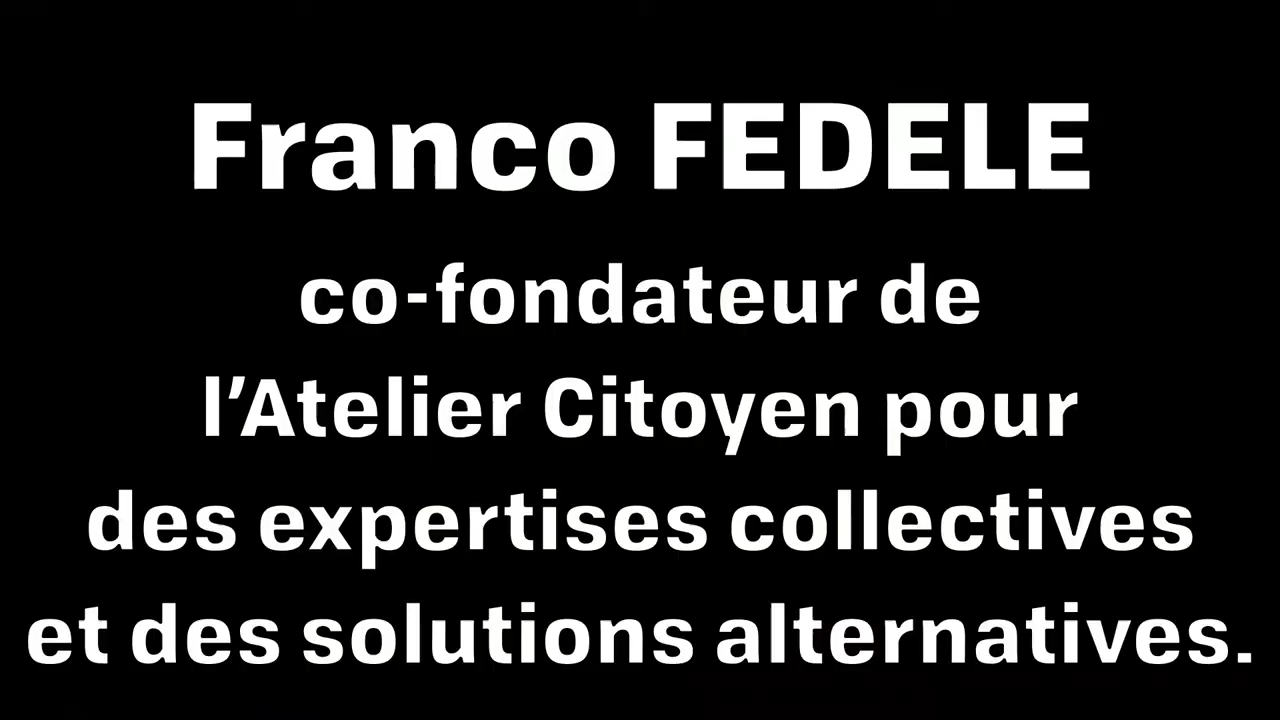 Franco FEDELE
co-fondateur de
l’Atelier Citoyen pour
des expertises collectives
et des solutions alternatives.